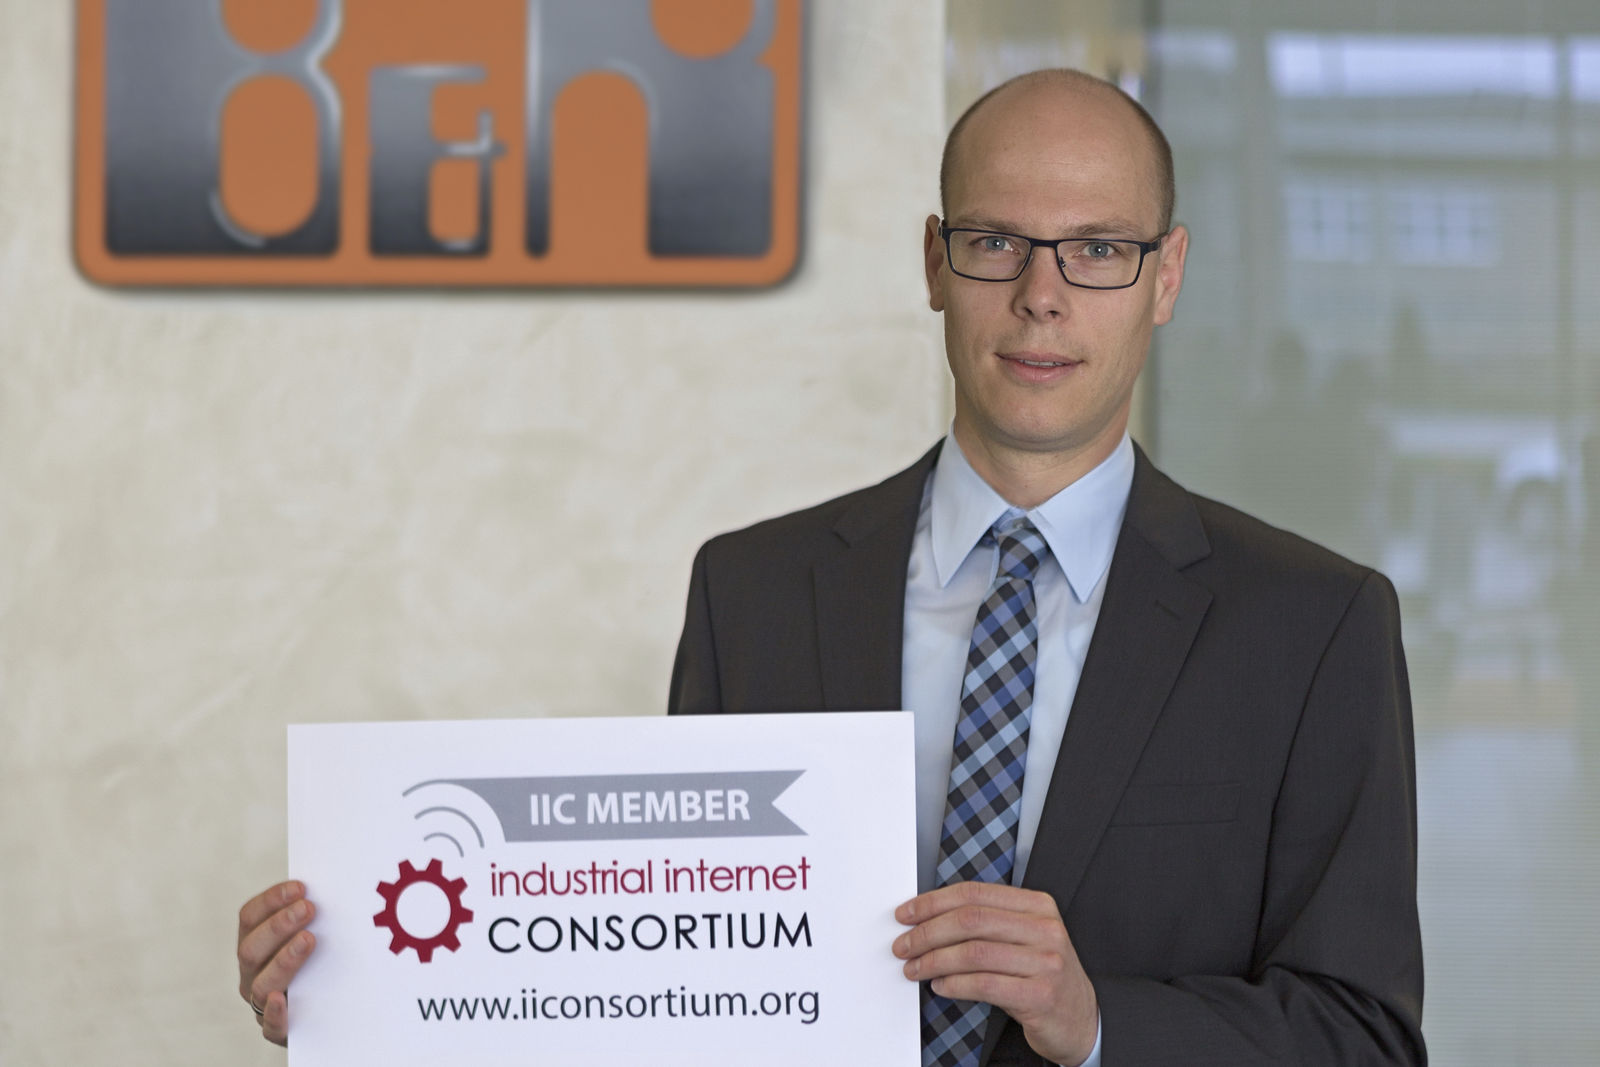 B&R
IIC MEMBER
industrial internet
CONSORTIUM
www.iiconsortium.org